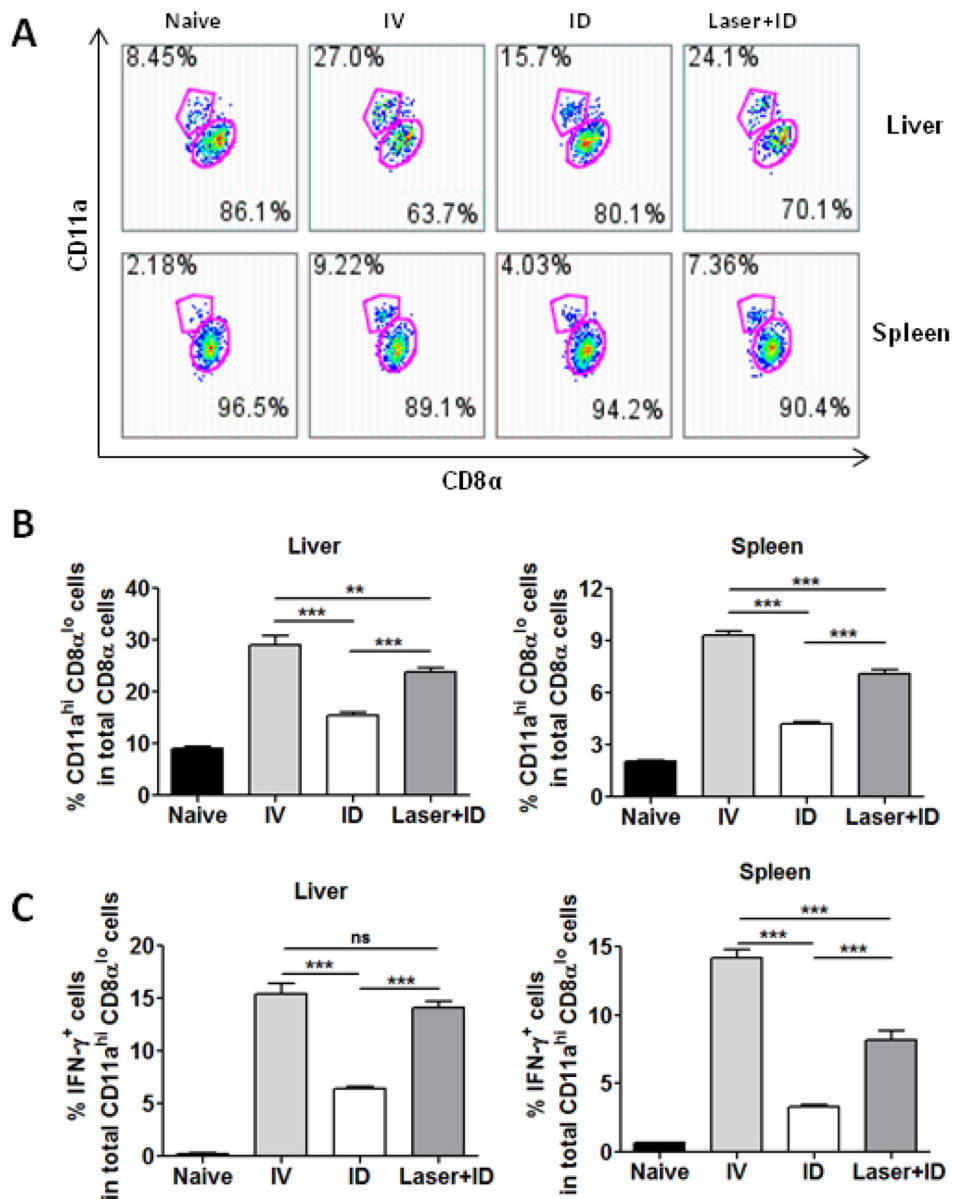 A
Naive IV ID Laser+ID
8.45% 27.0% 15.7% 24.1%
Liver
86.1% 63.7% 80.1% 70.1%
CD11a
2.18% 9.22% 4.03% 7.36%
Spleen
96.5% 89.1% 94.2% 90.4%
CD8α
B
Liver
% CD11a^hi CD8α^lo cells
in total CD8α cells
40
30
20
10
0
**
***
***
Naive IV ID Laser+ID
Spleen
% CD11a^hi CD8α^lo cells
in total CD8α cells
12
9
6
3
0
***
***
***
Naive IV ID Laser+ID
C
Liver
% IFN-γ^+ cells
in total CD11a^hi CD8α^lo cells
20
15
10
5
0
ns
***
***
Naive IV ID Laser+ID
Spleen
% IFN-γ^+ cells
in total CD11a^hi CD8α^lo cells
15
10
5
0
***
***
***
Naive IV ID Laser+ID